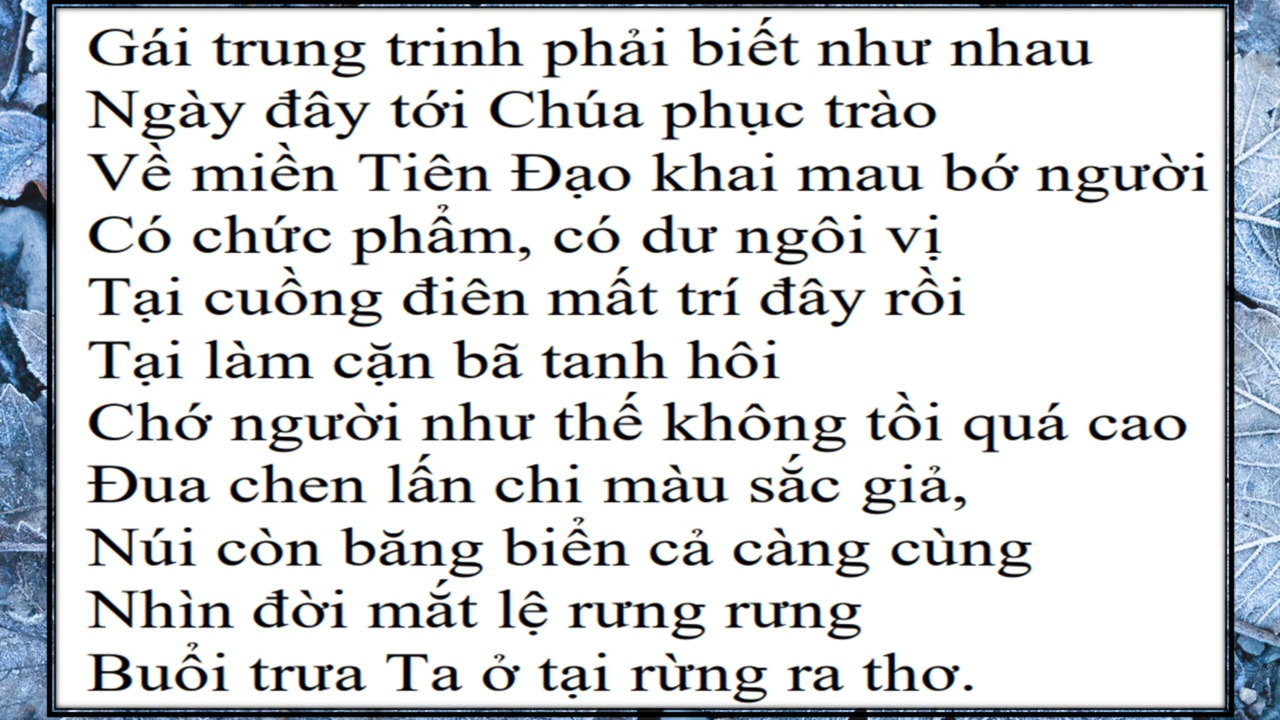 Gái trung trinh phải biết như nhau
Ngày đây tới Chúa phục trào
Về miền Tiên Đạo khai mau bớ người
Có chức phẩm, có dư ngôi vị
Tại cuồng điên mất trí đây rồi
Tại làm cặn bã tanh hôi
Chớ người như thế không tồi quá cao
Đua chen lấn chi màu sắc giả,
Núi còn băng biển cả càng cùng
Nhìn đời mắt lệ rưng rưng
Buổi trưa Ta ở tại rừng ra thơ.